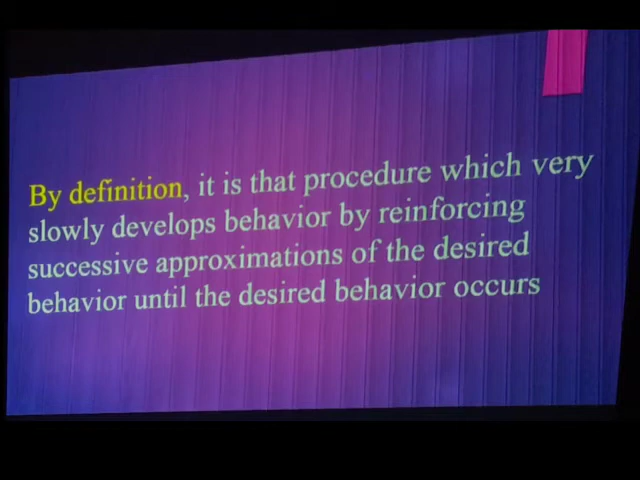 By definition, it is that procedure which very
slowly develops behavior by reinforcing
successive approximations of the desired
behavior until the desired behavior occurs